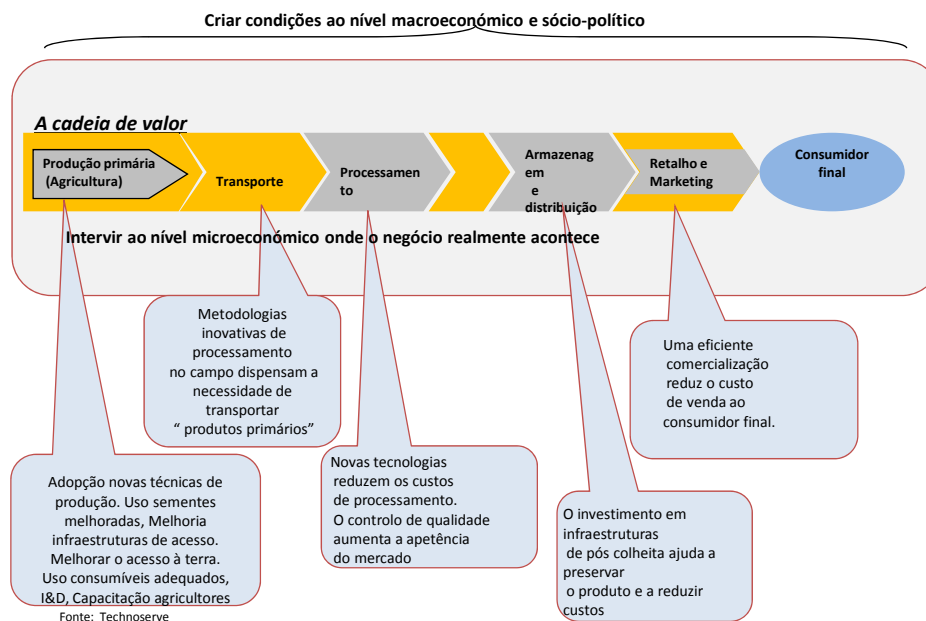 Criar condições ao nível macroeconómico e sócio-político
A cadeia de valor
Produção primária
(Agricultura)
Transporte
Processamen
to
Armazenag
em
e
distribuição
Retalho e
Marketing
Consumidor
final
Intervir ao nível microeconómico onde o negócio realmente acontece
Metodologias
inovativas de
processamento
no campo dispensam a
necessidade de
transportar
“ produtos primários”
Uma eficiente
comercialização
reduz o custo
de venda ao
consumidor final.
Adopção novas técnicas de
produção. Uso sementes
melhoradas, Melhoria
infraestruturas de acesso.
Melhorar o acesso à terra.
Uso consumíveis adequados,
I&D, Capacitação agricultores
Novas tecnologias
reduzem os custos
de processamento.
O controlo de qualidade
aumenta a apetência
do mercado
O investimento em
infraestruturas
de pós colheita ajuda a
preservar
o produto e a reduzir
custos
Fonte: Technoserve